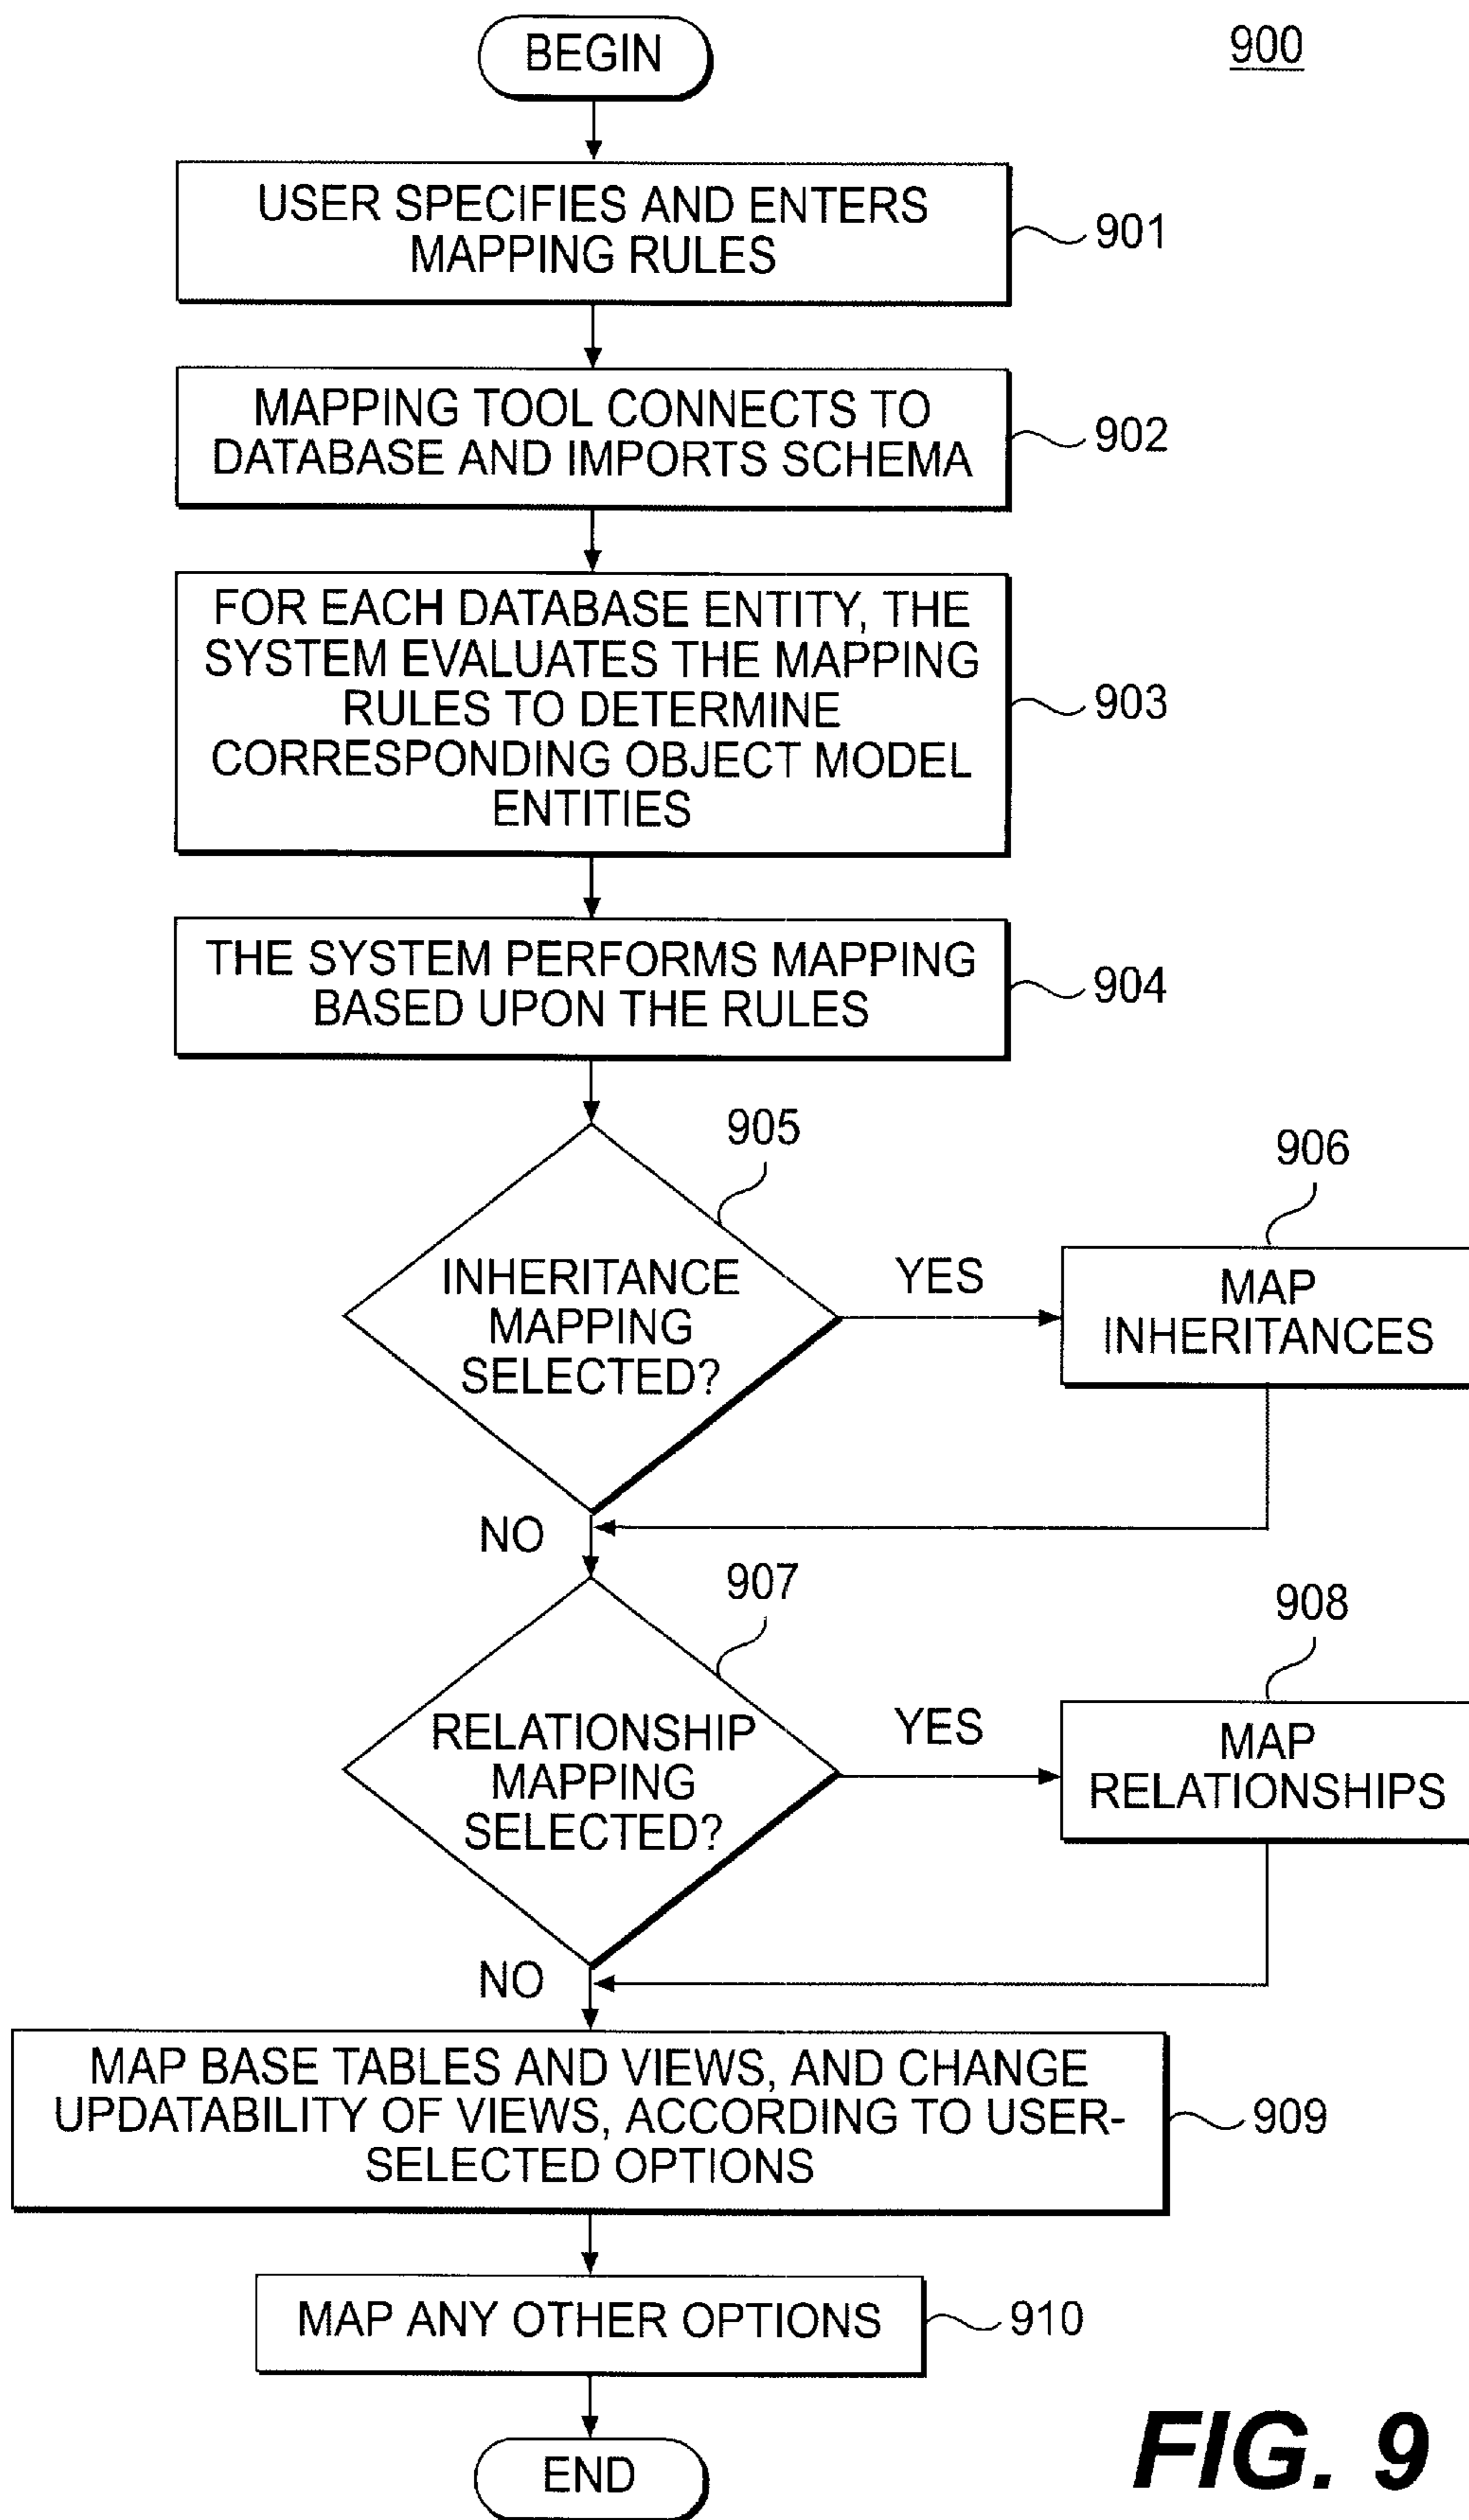 BEGIN
900
USER SPECIFIES AND ENTERS
MAPPING RULES
901
MAPPING TOOL CONNECTS TO
DATABASE AND IMPORTS SCHEMA
902
FOR EACH DATABASE ENTITY, THE
SYSTEM EVALUATES THE MAPPING
RULES TO DETERMINE
CORRESPONDING OBJECT MODEL
ENTITIES
903
THE SYSTEM PERFORMS MAPPING
BASED UPON THE RULES
904
905
INHERITANCE
MAPPING
SELECTED?
YES
906
MAP
INHERITANCES
NO
907
RELATIONSHIP
MAPPING
SELECTED?
YES
908
MAP
RELATIONSHIPS
NO
MAP BASE TABLES AND VIEWS, AND CHANGE
UPDATABILITY OF VIEWS, ACCORDING TO USER-
SELECTED OPTIONS
909
MAP ANY OTHER OPTIONS
910
END
FIG. 9